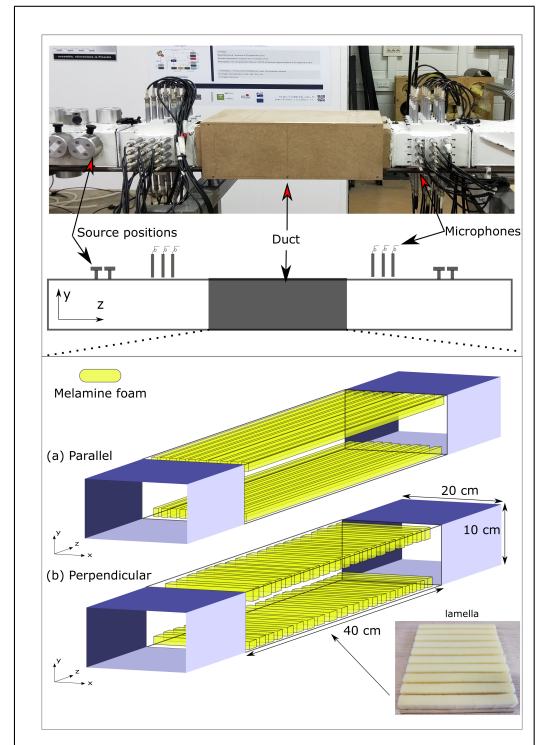 Source positions
Duct
Microphones
y
z
Melamine foam
(a) Parallel
y
z
x
20 cm
10 cm
(b) Perpendicular
40 cm
lamella
y
z
x